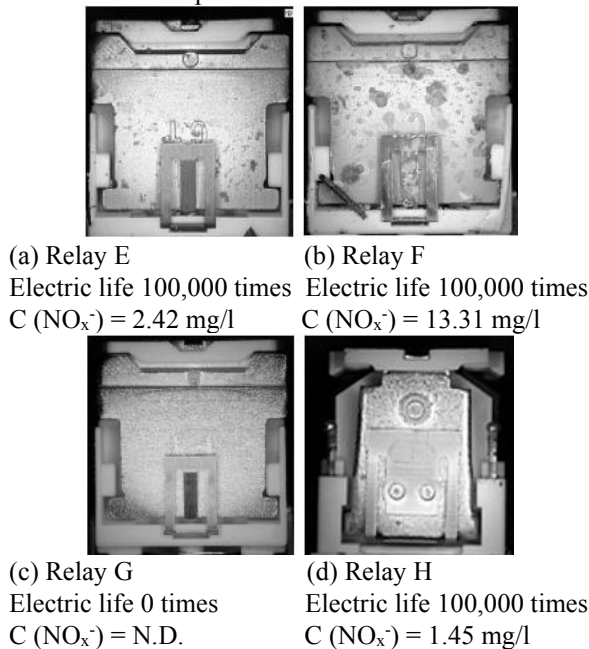 (a) Relay E
(b) Relay F
Electric life 100,000 times
Electric life 100,000 times
C (NOx-) = 2.42 mg/l
C (NOx-) = 13.31 mg/l
(c) Relay G
(d) Relay H
Electric life 0 times
Electric life 100,000 times
C (NOx-) = N.D.
C (NOx-) = 1.45 mg/l